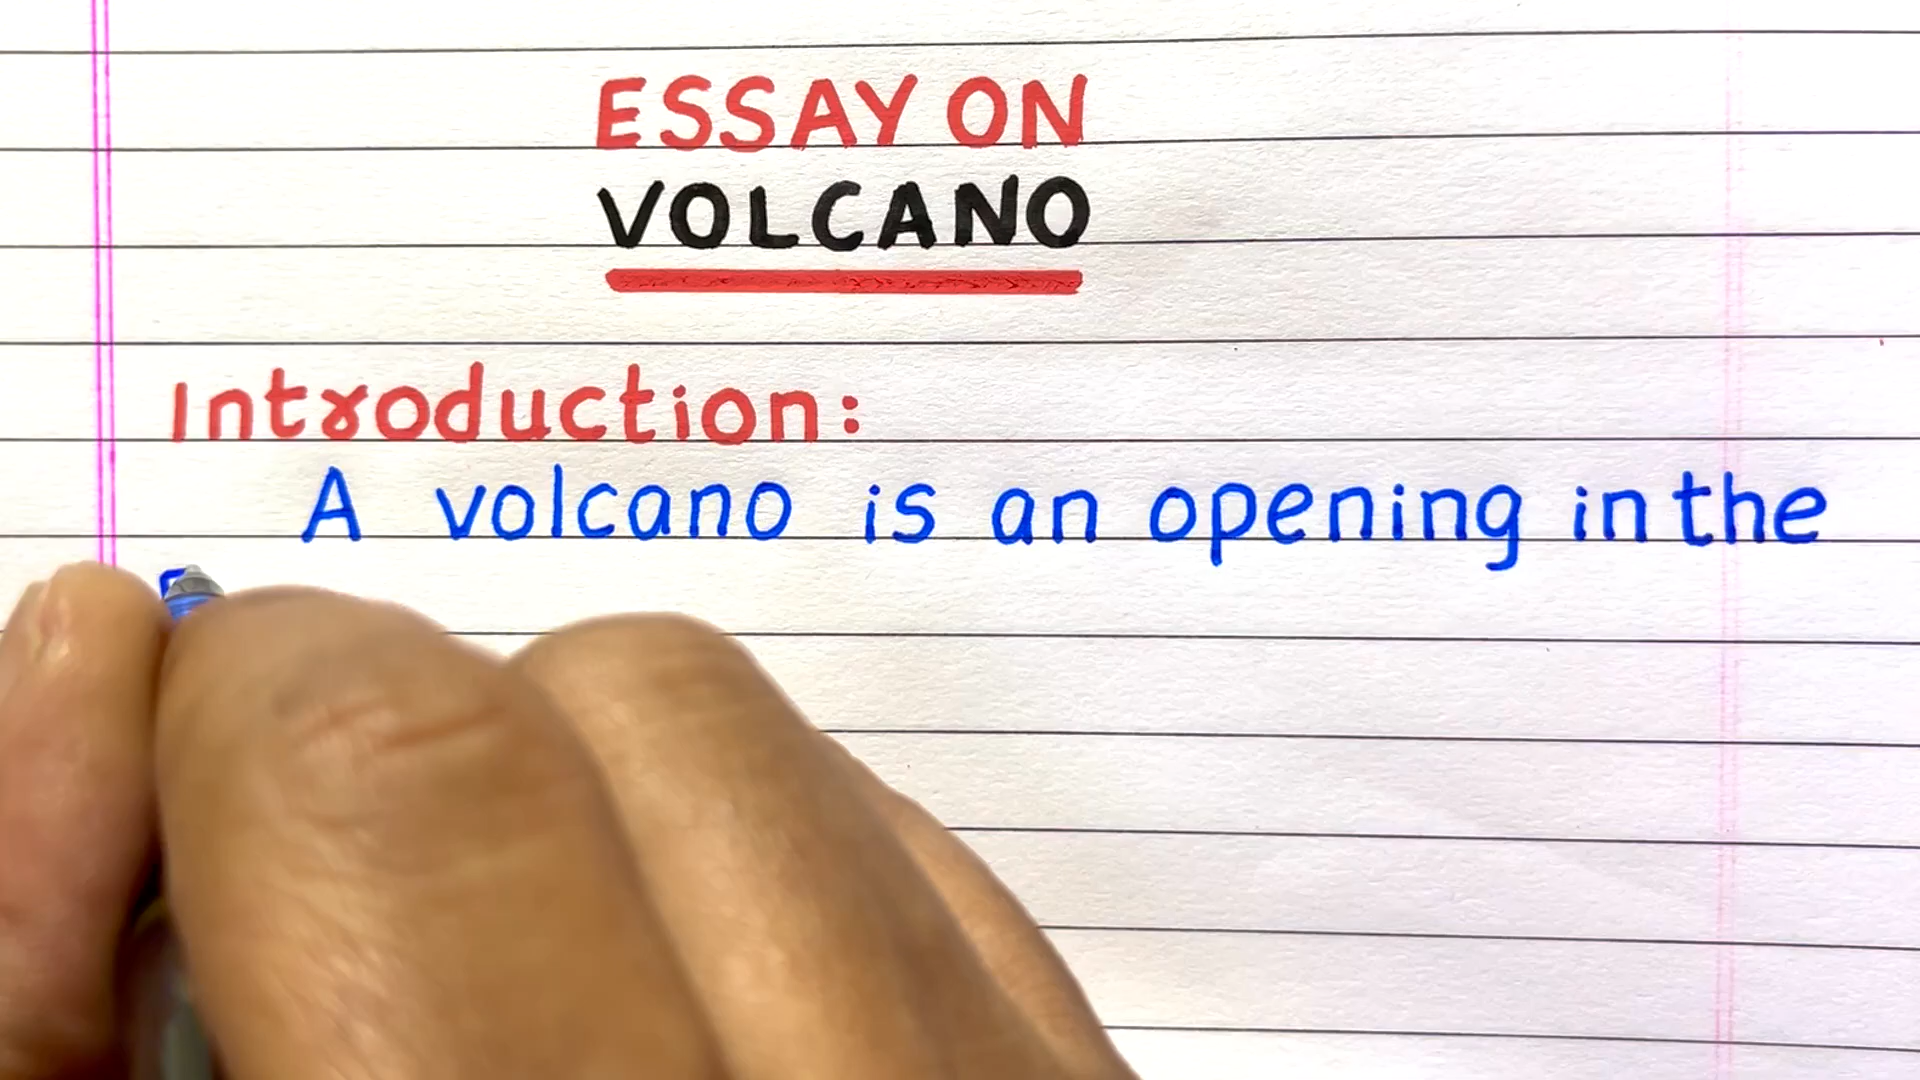 ESSAY ON
VOLCANO
Introduction:
A volcano is an opening in the